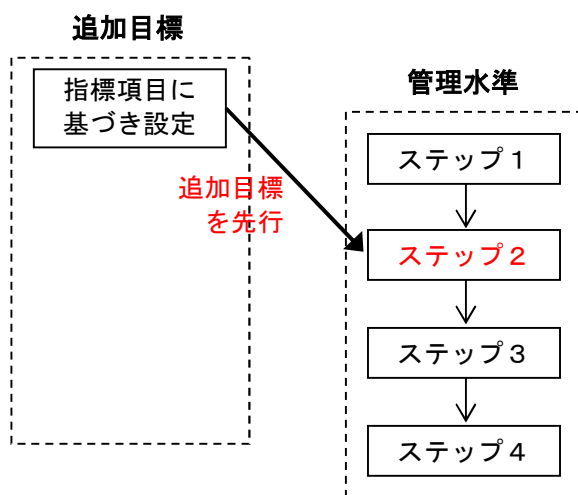 追加目標
指標項目に
基づき設定
追加目標
を先行
管理水準
ステップ１
ステップ２
ステップ３
ステップ４